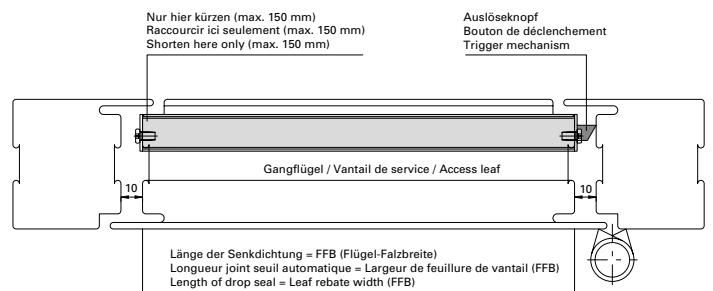 Nur hier kürzen (max. 150 mm)
Raccourcir ici seulement (max. 150 mm)
Shorten here only (max. 150 mm)
Auslöseknopf
Bouton de déclenchement
Trigger mechanism
Gangflügel / Vantail de service / Access leaf
10
10
Länge der Senkdichtung = FFB (Flügel-Falzbreite)
Longueur joint seuil automatique = Largeur de feuillure de vantail (FFB)
Length of drop seal = Leaf rebate width (FFB)